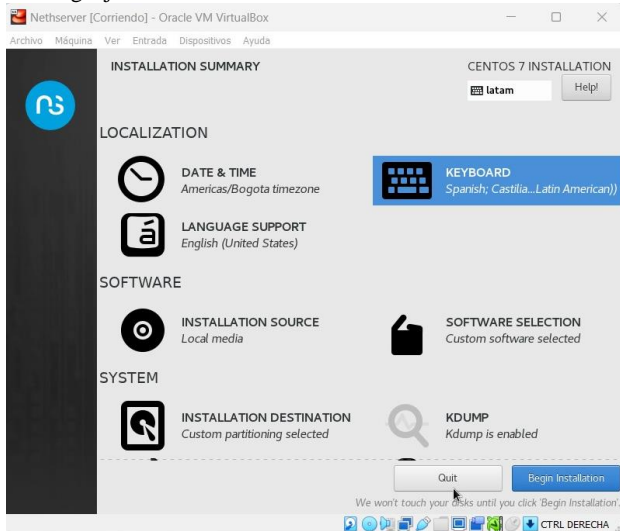 Nethserver [Corriendo] - Oracle VM VirtualBox
Archivo Máquina Ver Entrada Dispositivos Ayuda
INSTALLATION SUMMARY
CENTOS 7 INSTALLATION
latam
Help!
ns
LOCALIZATION
DATE & TIME
Americas/Bogota timezone
KEYBOARD
Spanish; Castilia...Latin American))
LANGUAGE SUPPORT
English (United States)
SOFTWARE
INSTALLATION SOURCE
Local media
SOFTWARE SELECTION
Custom software selected
SYSTEM
INSTALLATION DESTINATION
Custom partitioning selected
KDUMP
Kdump is enabled
Quit
Begin Installation
We won't touch your disks until you click 'Begin Installation'.
CTRL DERECHA